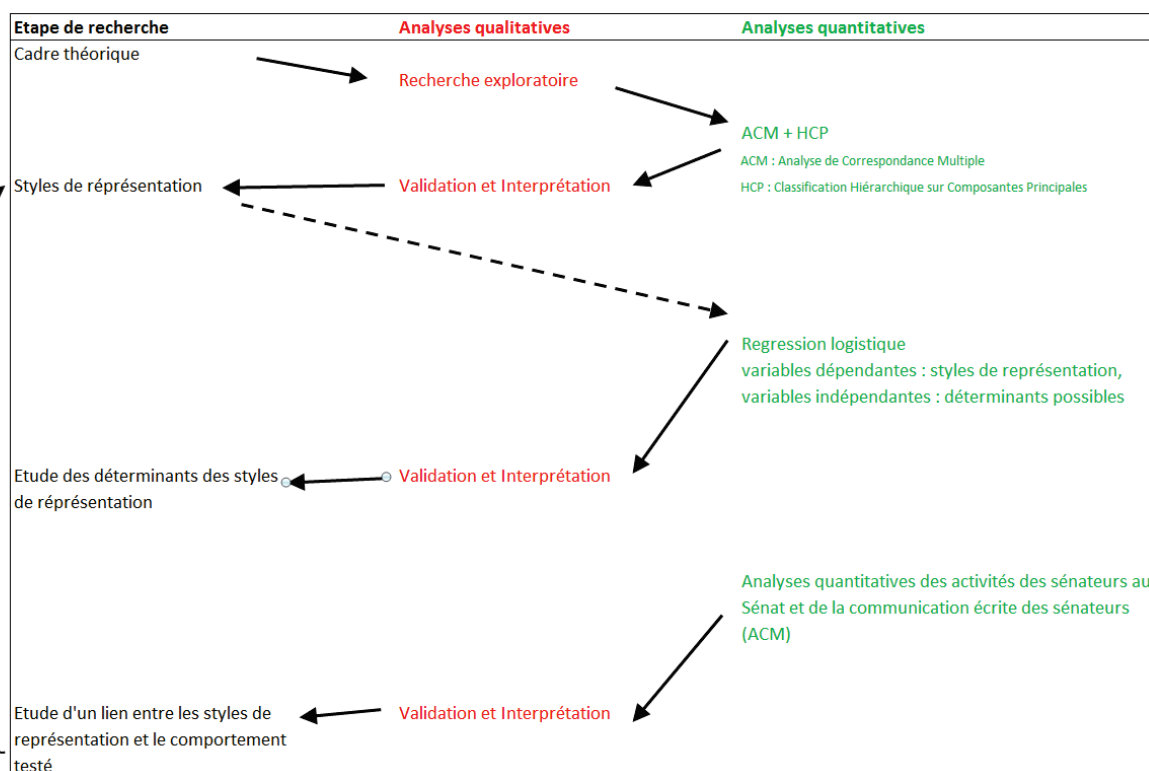 Etape de recherche
Analyses qualitatives
Analyses quantitatives
Cadre théorique
Recherche exploratoire
ACM + HCP
ACM : Analyse de Correspondance Multiple
Styles de réprésentation
Validation et Interprétation
HCP : Classification Hiérarchique sur Composantes Principales
Regression logistique
variables dépendantes : styles de représentation,
variables indépendantes : déterminants possibles
Etude des déterminants des styles
de réprésentation
Validation et Interprétation
Analyses quantitatives des activités des sénateurs au
Sénat et de la communication écrite des sénateurs
(ACM)
Etude d'un lien entre les styles de
représentation et le comportement
testé
Validation et Interprétation